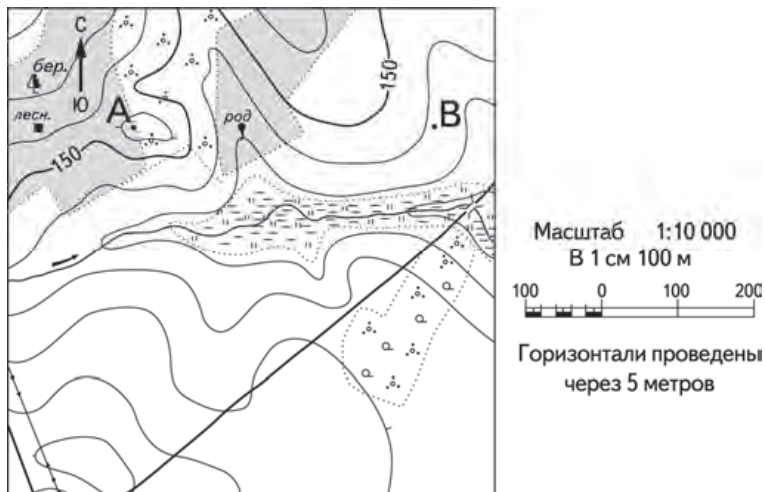 С
бер.
Ю
лесн.
А
род
В
150
150
Масштаб 1:10 000
В 1 см 100 м
100 0 100 200
Горизонтали проведены
через 5 метров